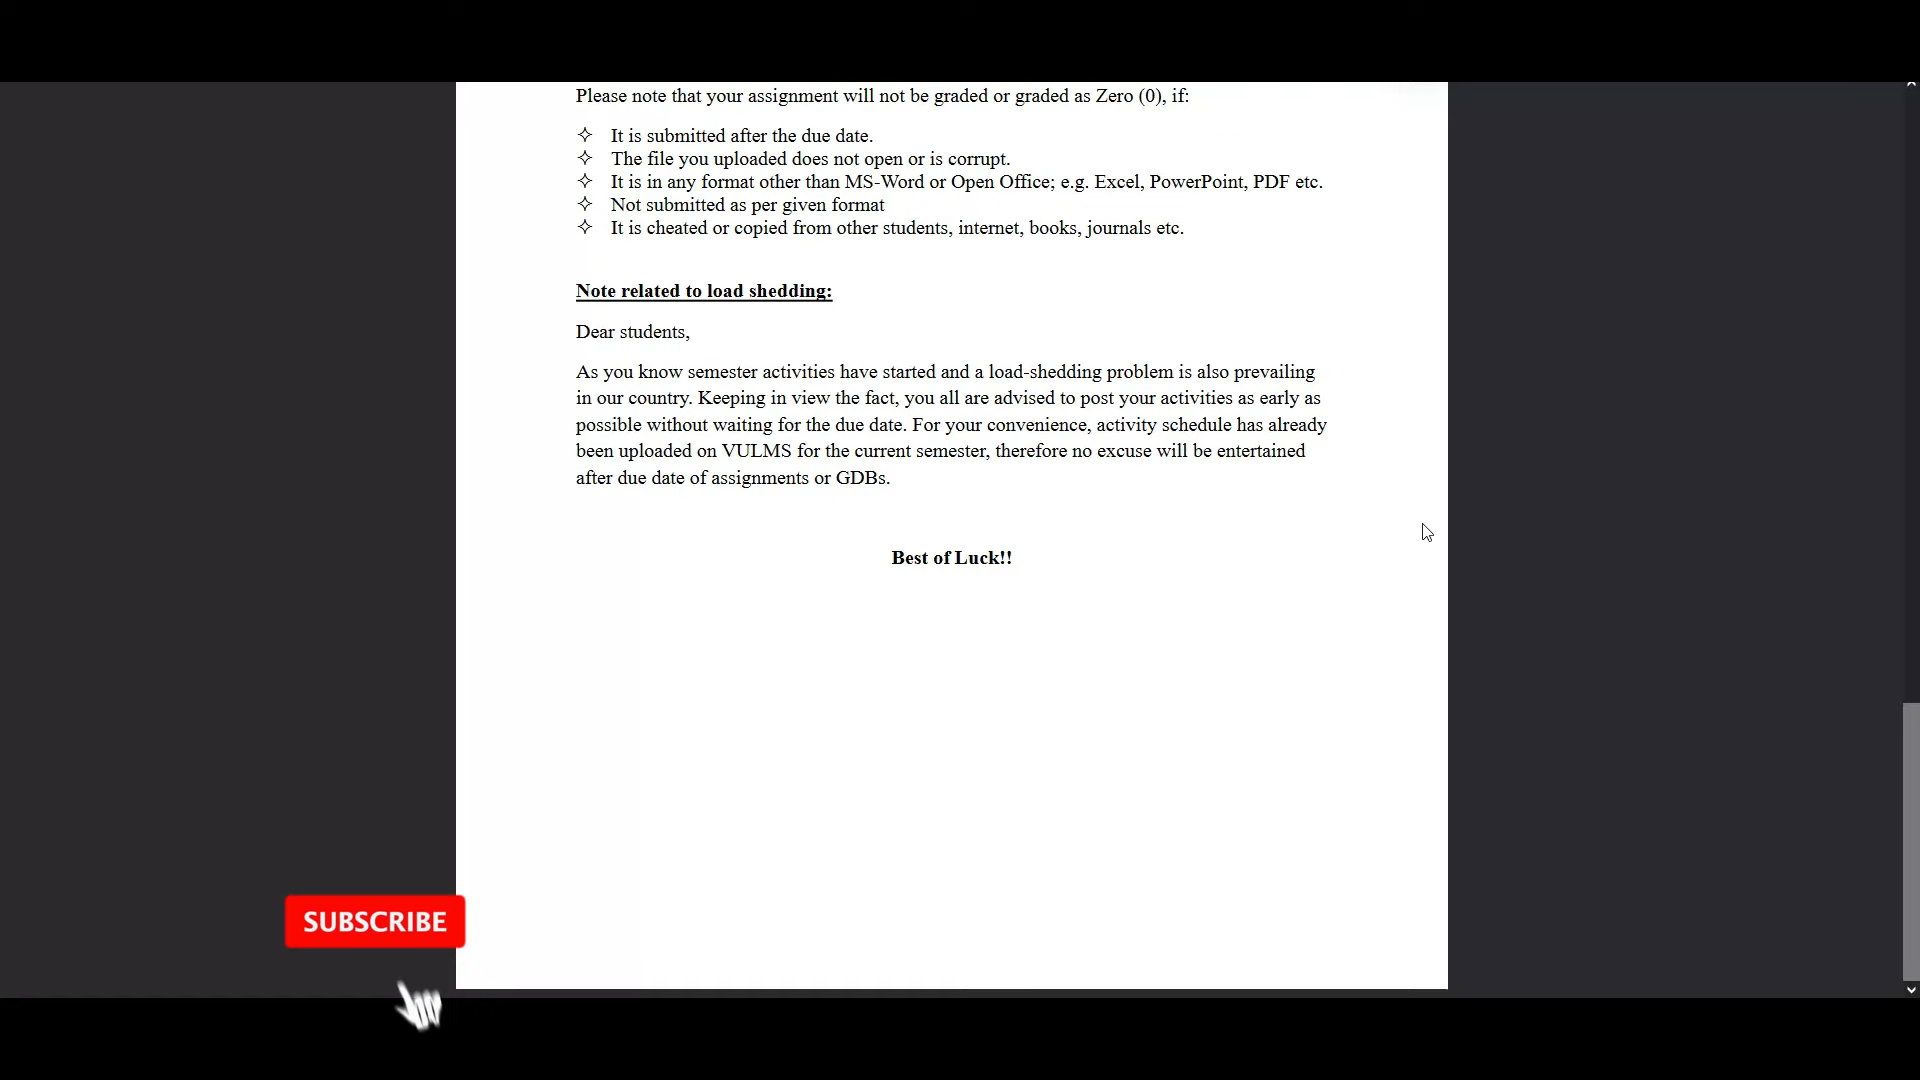 Please note that your assignment will not be graded or graded as Zero (0), if:
✧ It is submitted after the due date.
✧ The file you uploaded does not open or is corrupt.
✧ It is in any format other than MS-Word or Open Office; e.g. Excel, PowerPoint, PDF etc.
✧ Not submitted as per given format
✧ It is cheated or copied from other students, internet, books, journals etc.
Note related to load shedding:
Dear students,
As you know semester activities have started and a load-shedding problem is also prevailing
in our country. Keeping in view the fact, you all are advised to post your activities as early as
possible without waiting for the due date. For your convenience, activity schedule has already
been uploaded on VULMS for the current semester, therefore no excuse will be entertained
after due date of assignments or GDBs.
Best of Luck!!
SUBSCRIBE